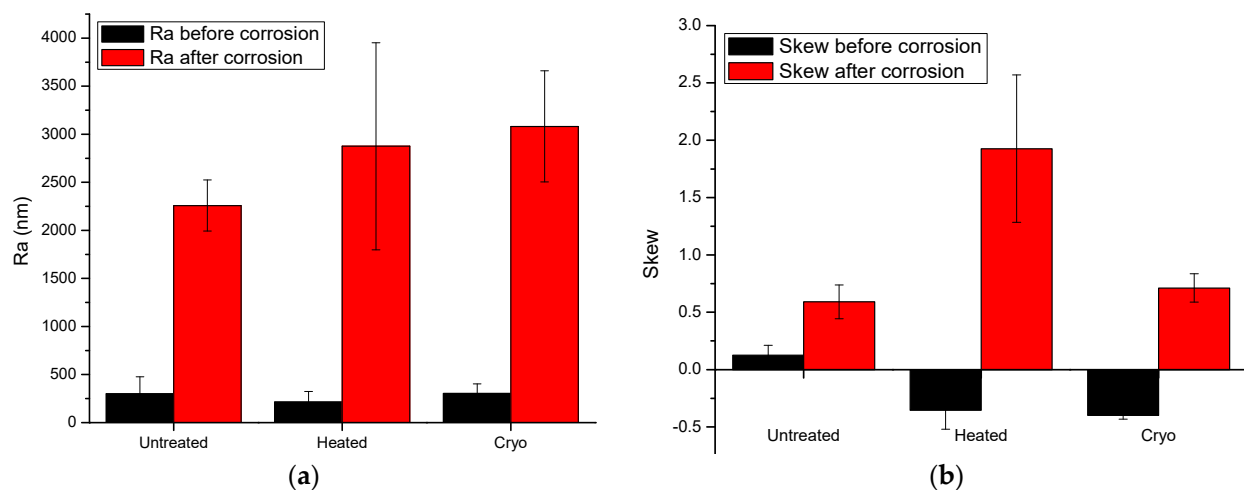 Ra before corrosion
Ra after corrosion
4000
3500
3000
2500
2000
1500
1000
500
0
Ra (nm)
Untreated Heated Cryo
(a)
Skew before corrosion
Skew after corrosion
3.0
2.5
2.0
1.5
1.0
0.5
0.0
-0.5
Skew
Untreated Heated Cryo
(b)